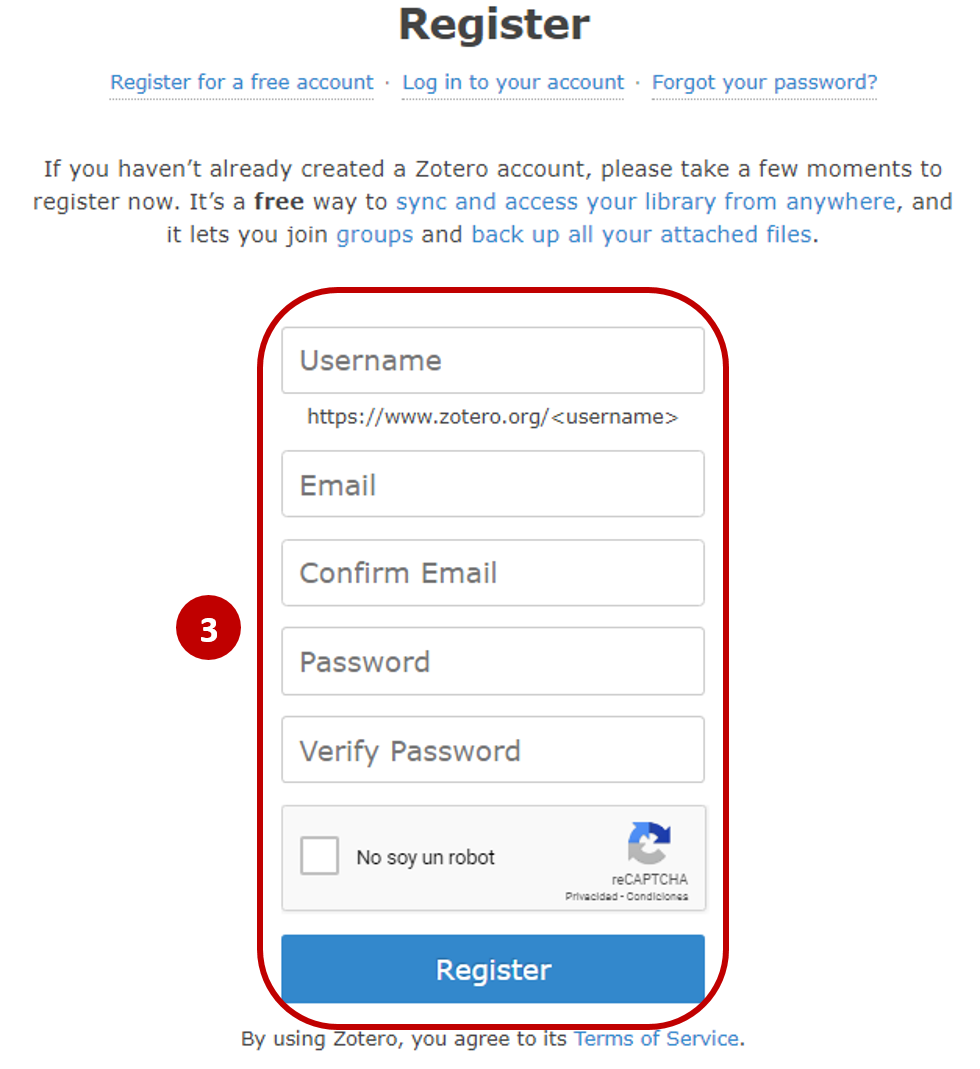 Register
Register for a free account · Log in to your account · Forgot your password?
If you haven’t already created a Zotero account, please take a few moments to
register now. It’s a free way to sync and access your library from anywhere, and
it lets you join groups and back up all your attached files.
Username
https://www.zotero.org/<username>
Email
Confirm Email
3
Password
Verify Password
No soy un robot
reCAPTCHA
Privacidad - Condiciones
Register
By using Zotero, you agree to its Terms of Service.